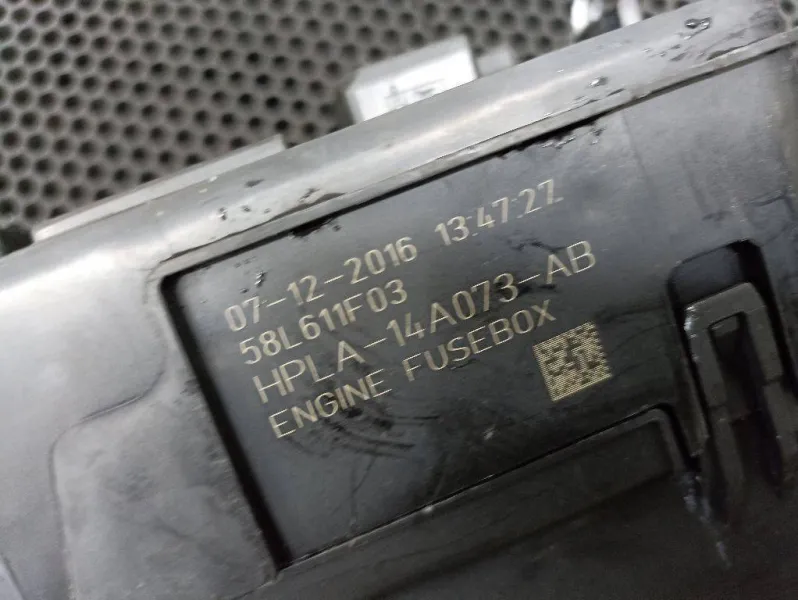 07-12-2016 13:47:27
58L611F03
HPLA-14A073-AB
ENGINE FUSEBOX